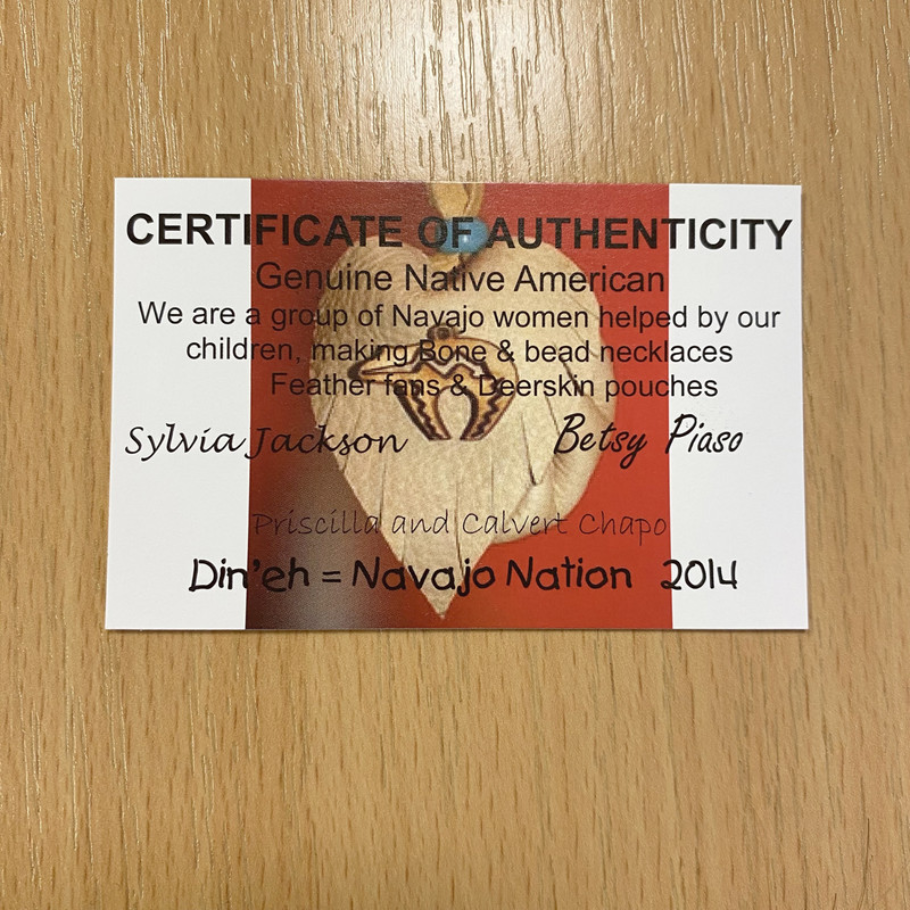 CERTIFICATE OF AUTHENTICITY
Genuine Native American
We are a group of Navajo women helped by our
children, making Bone & bead necklaces
Feather fans & Deerskin pouches
Sylvia Jackson Betsy Piaso
Priscilla and Calvert Chapo
Din'eh = Navajo Nation 2014